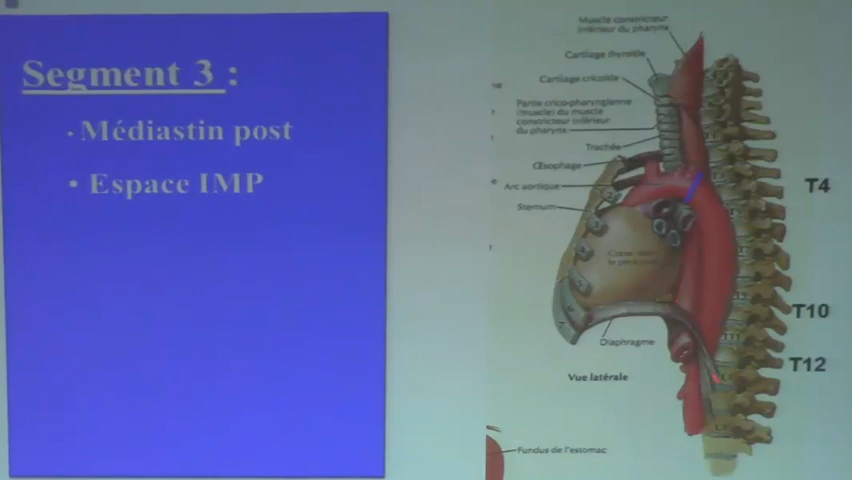 Segment 3 :
· Médiastin post
• Espace IMP
Muscle constricteur
inférieur du pharynx
Cartilage thyroïde
Cartilage cricoïde
Partie crico-pharyngienne
(muscle) du muscle
constricteur inférieur
du pharynx
Trachée
Œsophage
Arc aortique
Sternum
Diaphragme
Vue latérale
Fundus de l'estomac
T4
T10
T12